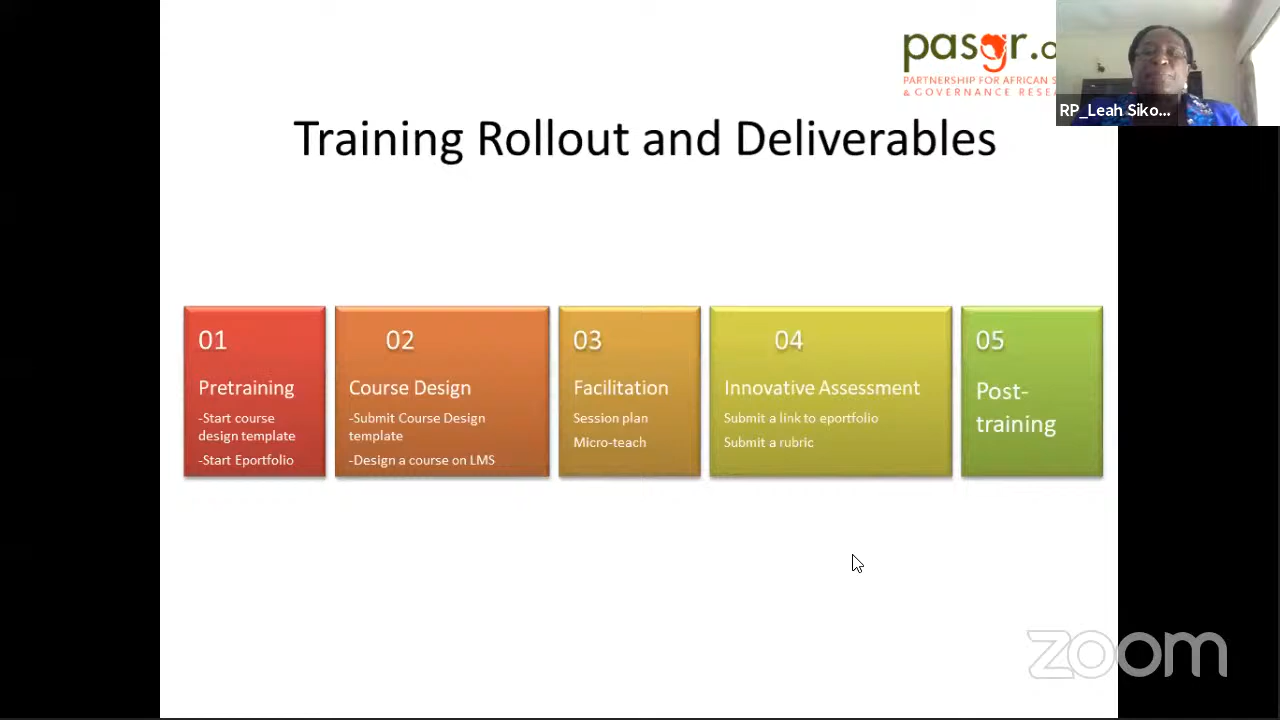 pasgr.o
PARTNERSHIP FOR AFRICAN S
& GOVERNANCE RESEA
RP_Leah Siko...
Training Rollout and Deliverables
01
Pretraining
-Start course
design template
-Start Eportfolio
02
Course Design
-Submit Course Design
template
-Design a course on LMS
03
Facilitation
Session plan
Micro-teach
04
Innovative Assessment
Submit a link to eportfolio
Submit a rubric
05
Post-
training
zoom